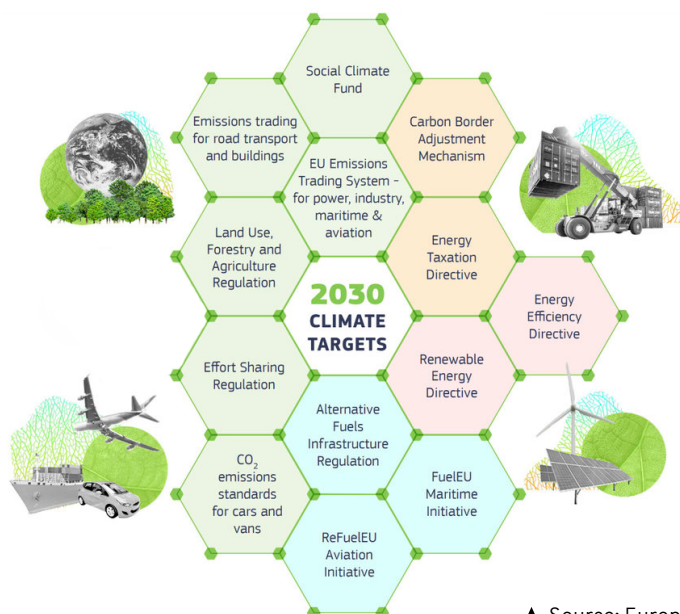 Social Climate
Fund
Emissions trading
for road transport
and buildings
Carbon Border
Adjustment
Mechanism
EU Emissions
Trading System –
for power, industry,
maritime &
aviation
Land Use,
Forestry and
Agriculture
Regulation
Energy
Taxation
Directive
2030
CLIMATE
TARGETS
Energy
Efficiency
Directive
Effort Sharing
Regulation
Renewable
Energy
Directive
Alternative
Fuels
Infrastructure
Regulation
CO₂
emissions
standards
for cars and
vans
FuelEU
Maritime
Initiative
ReFuelEU
Aviation
Initiative
▲ Source: Europ